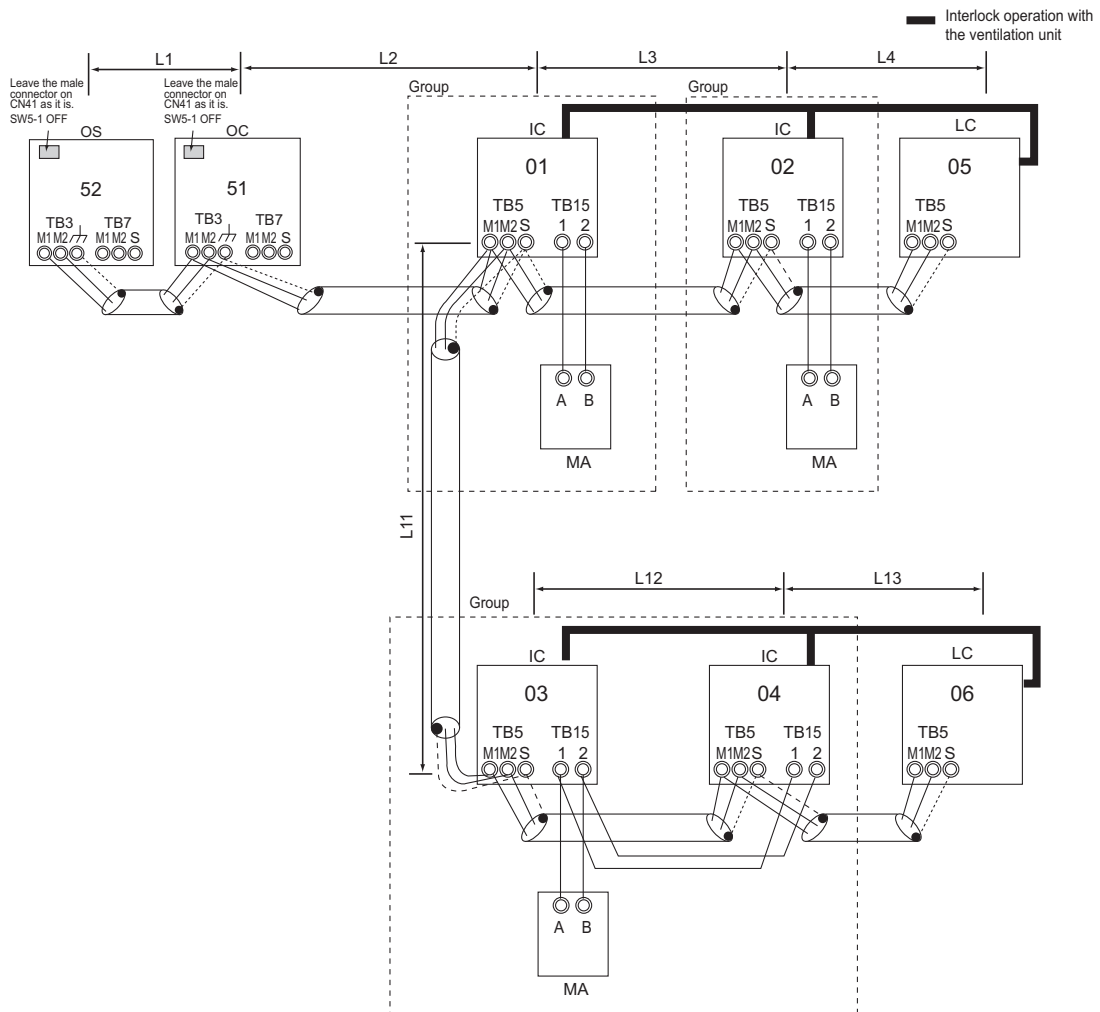 Interlock operation with
the ventilation unit
L1
L2
L3
L4
Leave the male
connector on
CN41 as it is.
SW5-1 OFF
Leave the male
connector on
CN41 as it is.
SW5-1 OFF
Group
Group
OS
OC
IC
IC
LC
52
51
01
02
05
TB3
TB7
TB3
TB7
TB5
TB15
TB5
TB15
TB5
M1 M2
M1 M2 S
M1 M2
M1 M2 S
M1 M2 S
1 2
M1 M2 S
1 2
M1 M2 S
A B
A B
MA
MA
L11
L12
L13
Group
IC
IC
LC
03
04
06
TB5
TB15
TB5
TB15
TB5
M1 M2 S
1 2
M1 M2 S
1 2
M1 M2 S
A B
MA